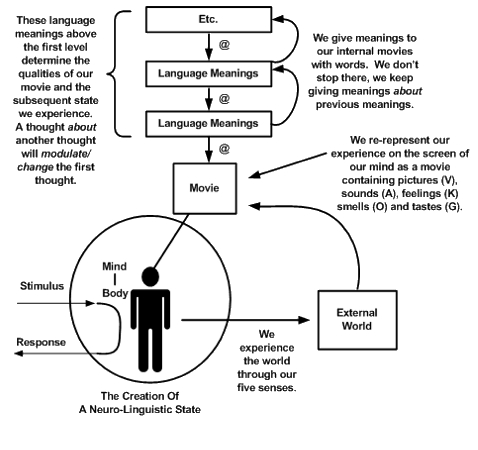 These language
meanings above
the first level
determine the
qualities of our
movie and the
subsequent state
we experience.
A thought about
another thought
will modulate/
change the first
thought.
Etc.
@
Language Meanings
@
Language Meanings
@
Movie
We give meanings to
our internal movies
with words.  We don't
stop there, we keep
giving meanings about
previous meanings.
We re-represent our
experience on the screen of
our mind as a movie
containing pictures (V),
sounds (A), feelings (K)
smells (O) and tastes (G).
Mind
Body
Stimulus
Response
External
World
We
experience
the world
through our
five senses.
The Creation Of
A Neuro-Linguistic State